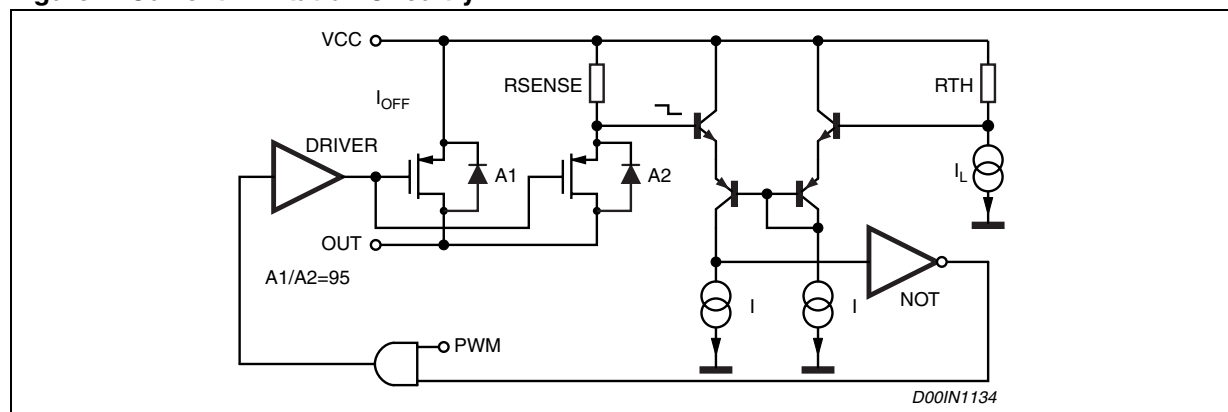 VCC
RSENSE
RTH
IOFF
DRIVER
A1
A2
IL
OUT
A1/A2=95
I
I
NOT
PWM
D00IN1134